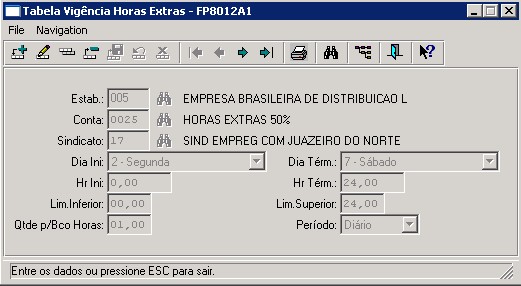 Tabela Vigência Horas Extras - FP8012A1
File Navigation
Estab.: 005 EMPRESA BRASILEIRA DE DISTRIBUICAO L
Conta: 0025 HORAS EXTRAS 50%
Sindicato: 17 SIND EMPREG COM JUAZEIRO DO NORTE
Dia Ini: 2 - Segunda Dia Térm.: 7 - Sábado
Hr Ini: 0,00 Hr Térm.: 24,00
Lim.Inferior: 00,00 Lim.Superior: 24,00
Qtde p/Bco Horas: 01,00 Período: Diário
Entre os dados ou pressione ESC para sair.